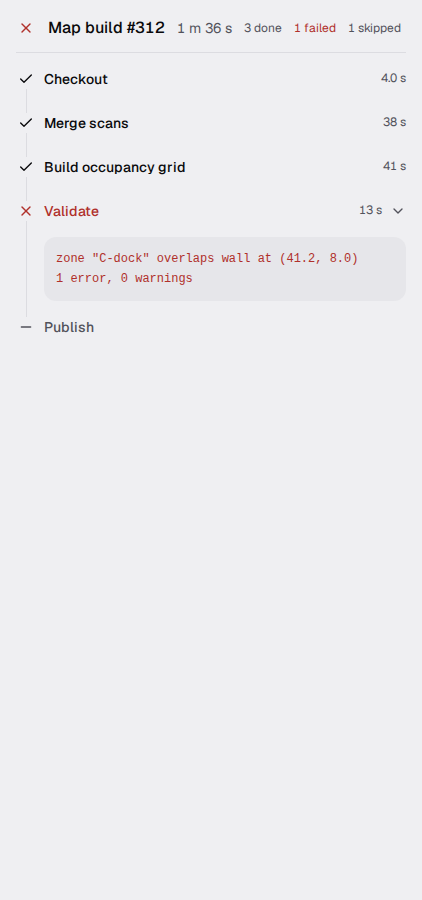 Map build #312 1 m 36 s 3 done 1 failed 1 skipped
Checkout 4.0 s
Merge scans 38 s
Build occupancy grid 41 s
Validate 13 s
zone "C-dock" overlaps wall at (41.2, 8.0)
1 error, 0 warnings
Publish